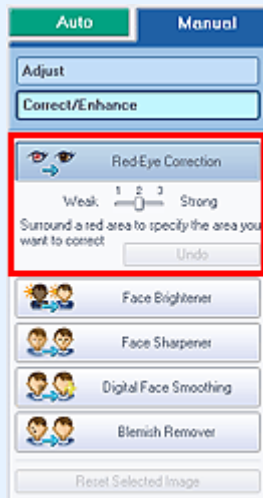 Auto Manual
Adjust
Correct/Enhance
Red-Eye Correction
1 2 3
Weak Strong
Surround a red area to specify the area you
want to correct
Undo
Face Brightener
Face Sharpener
Digital Face Smoothing
Blemish Remover
Reset Selected Image